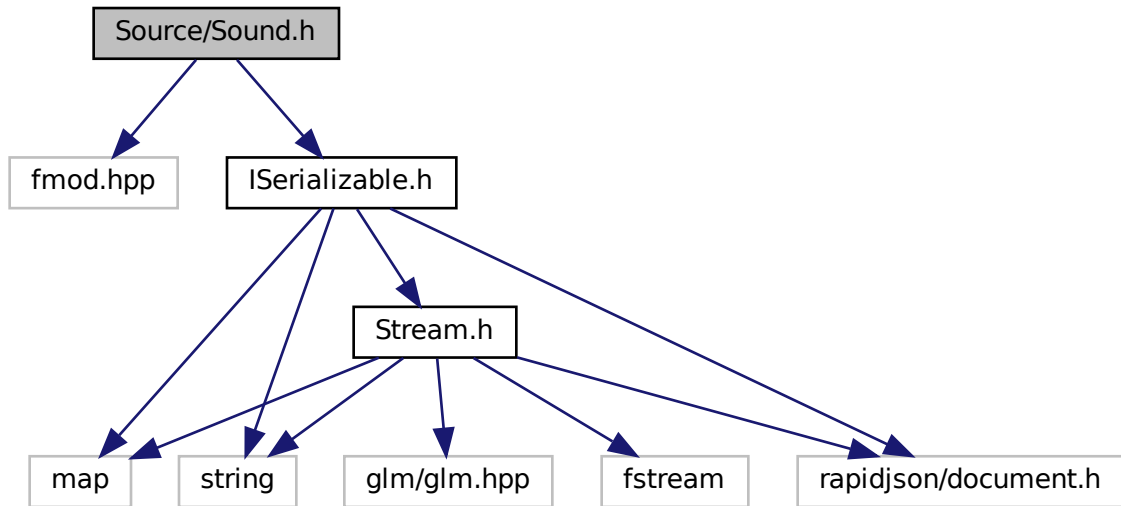 Source/Sound.h
fmod.hpp
ISerializable.h
Stream.h
map
string
glm/glm.hpp
fstream
rapidjson/document.h